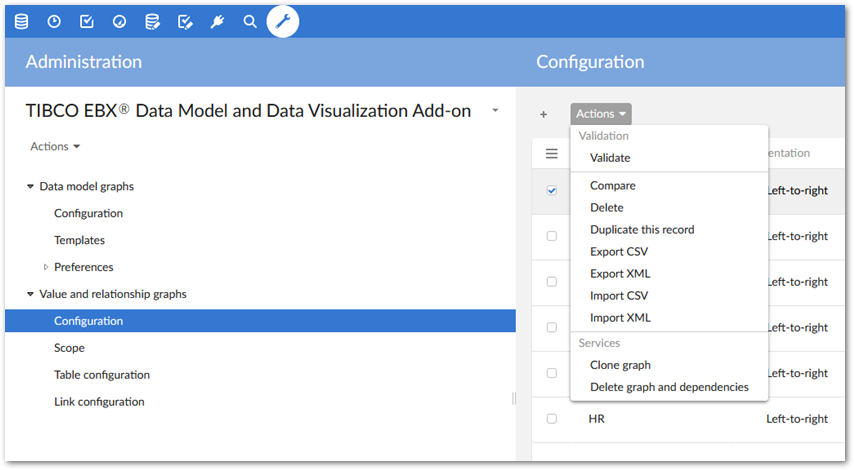 Administration
Configuration
TIBCO EBX® Data Model and Data Visualization Add-on
Actions
Data model graphs
Configuration
Templates
Preferences
Value and relationship graphs
Configuration
Scope
Table configuration
Link configuration
Actions
Validation
Validate
Compare
Delete
Duplicate this record
Export CSV
Export XML
Import CSV
Import XML
Services
Clone graph
Delete graph and dependencies
entation
Left-to-right
Left-to-right
Left-to-right
Left-to-right
Left-to-right
HR Left-to-right